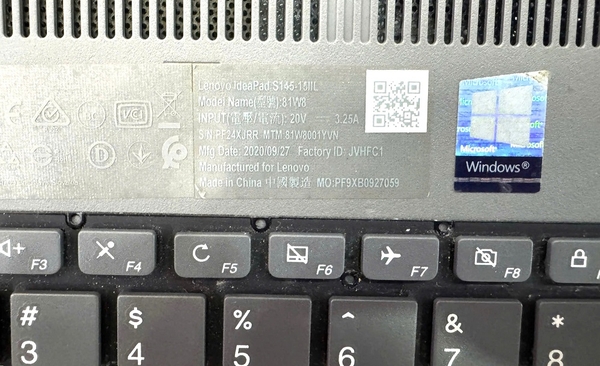 Lenovo IdeaPad S145-15IIL
Model Name(型號):81W8
INPUT(電壓/電流):20V ⎓ 3.25A
S/N:PF24XJRR MTM:81W8001YVN
Mfg Date: 2020/09/27 Factory ID: JVHFC1
Manufactured for Lenovo
Made in China 中國製造 MO:PF9XB0927059
Microsoft
Windows®
F3 F4 F5 F6 F7 F8
# $ % ^ & *
3 4 5 6 7 8